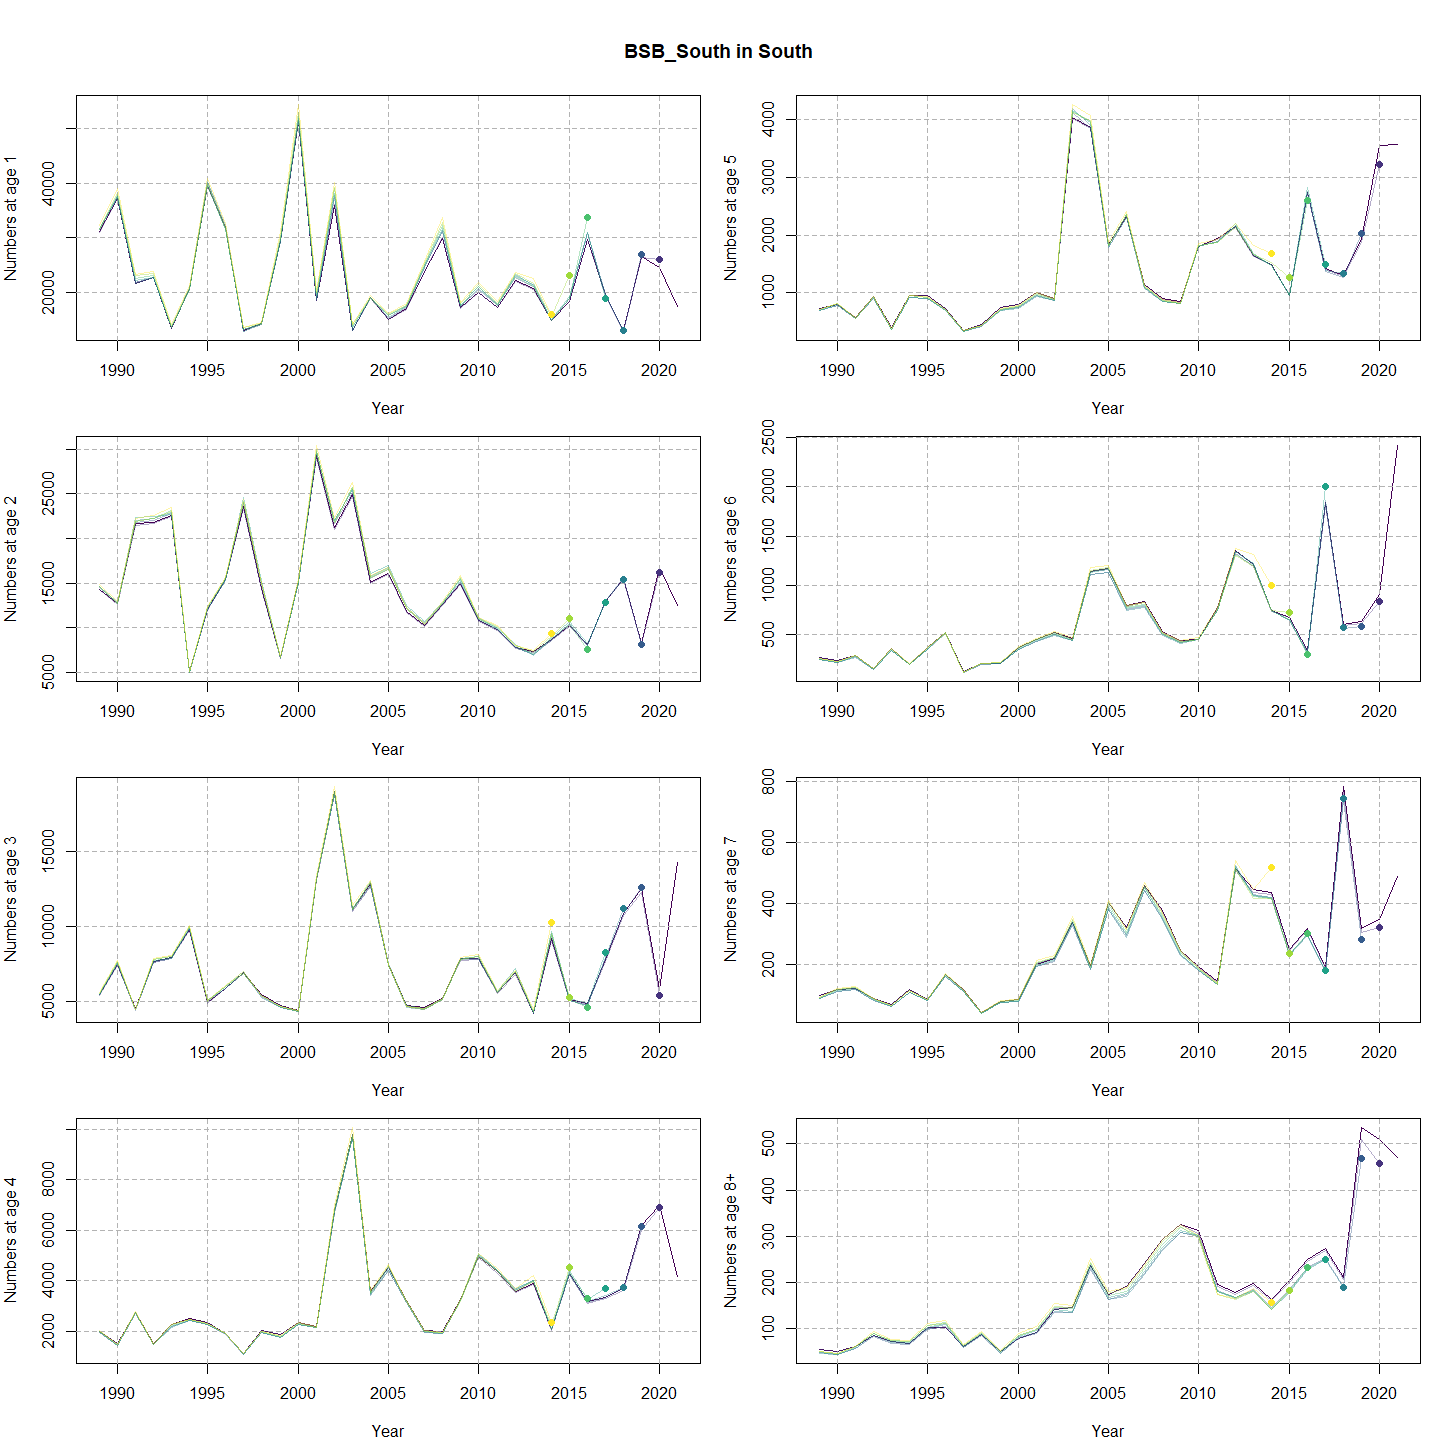 BSB_South in South
Numbers at age 1
20000 40000
1990 1995 2000 2005 2010 2015 2020
Year
Numbers at age 5
1000 2000 3000 4000
1990 1995 2000 2005 2010 2015 2020
Year
Numbers at age 2
5000 15000 25000
1990 1995 2000 2005 2010 2015 2020
Year
Numbers at age 6
500 1000 1500 2000 2500
1990 1995 2000 2005 2010 2015 2020
Year
Numbers at age 3
5000 10000 15000
1990 1995 2000 2005 2010 2015 2020
Year
Numbers at age 7
200 400 600 800
1990 1995 2000 2005 2010 2015 2020
Year
Numbers at age 4
2000 4000 6000 8000
1990 1995 2000 2005 2010 2015 2020
Year
Numbers at age 8+
100 200 300 400 500
1990 1995 2000 2005 2010 2015 2020
Year